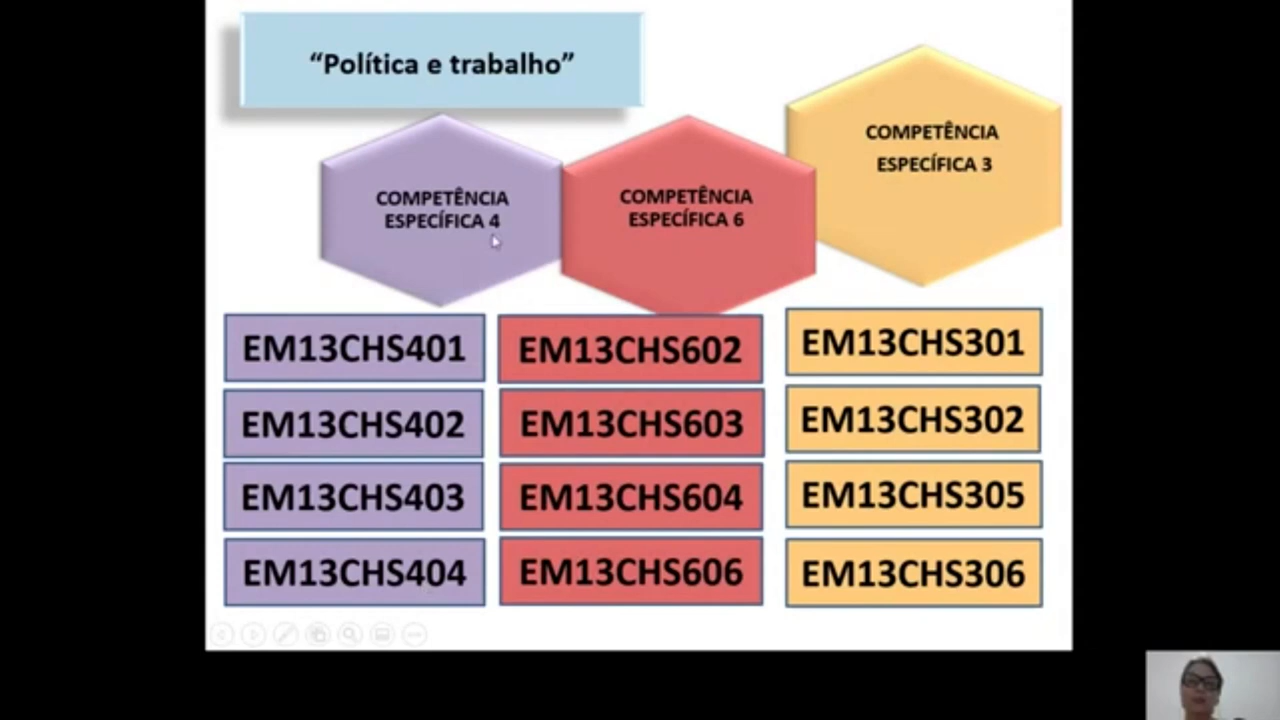 “Política e trabalho”
COMPETÊNCIA
ESPECÍFICA 4
COMPETÊNCIA
ESPECÍFICA 6
COMPETÊNCIA
ESPECÍFICA 3
EM13CHS401
EM13CHS602
EM13CHS301
EM13CHS402
EM13CHS603
EM13CHS302
EM13CHS403
EM13CHS604
EM13CHS305
EM13CHS404
EM13CHS606
EM13CHS306